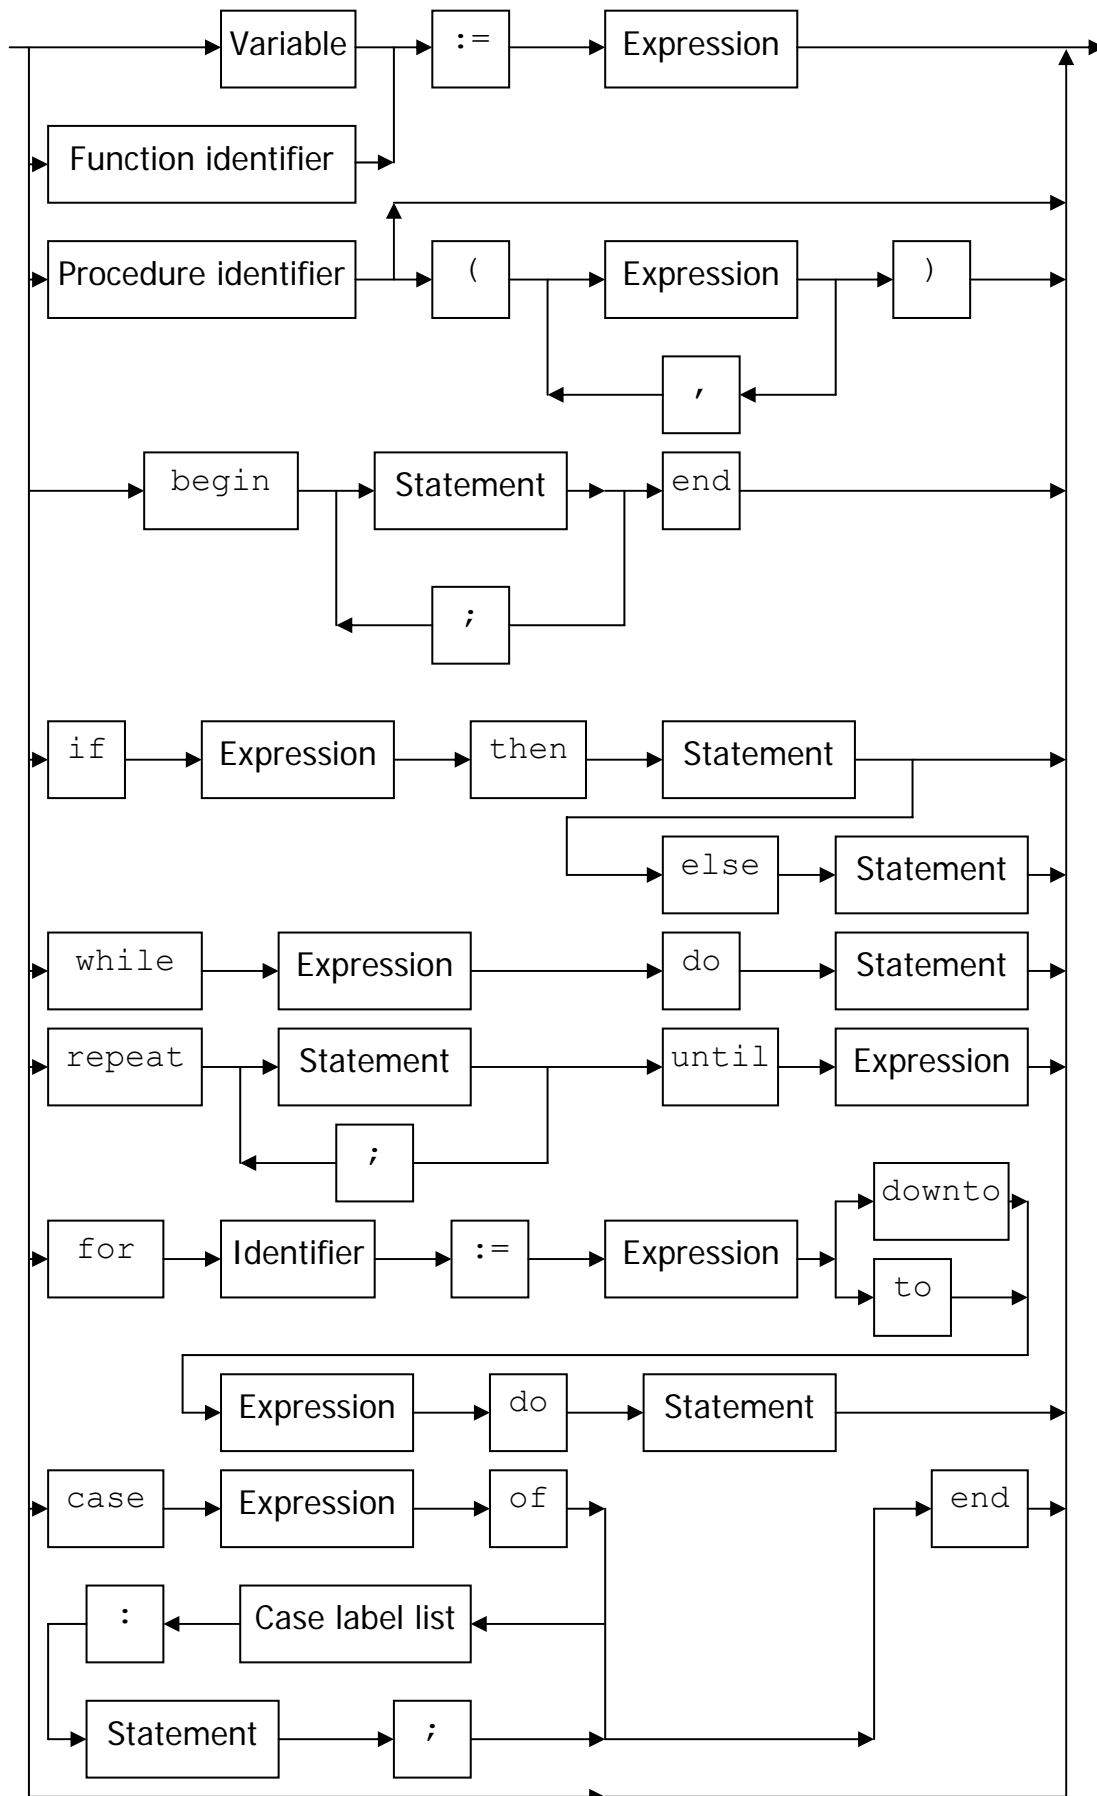 Variable := Expression
Function identifier
Procedure identifier ( Expression )
,
begin Statement end
;
if Expression then Statement
else Statement
while Expression do Statement
repeat Statement until Expression
;
downto
for Identifier := Expression
to
Expression do Statement
case Expression of end
: Case label list
Statement ;